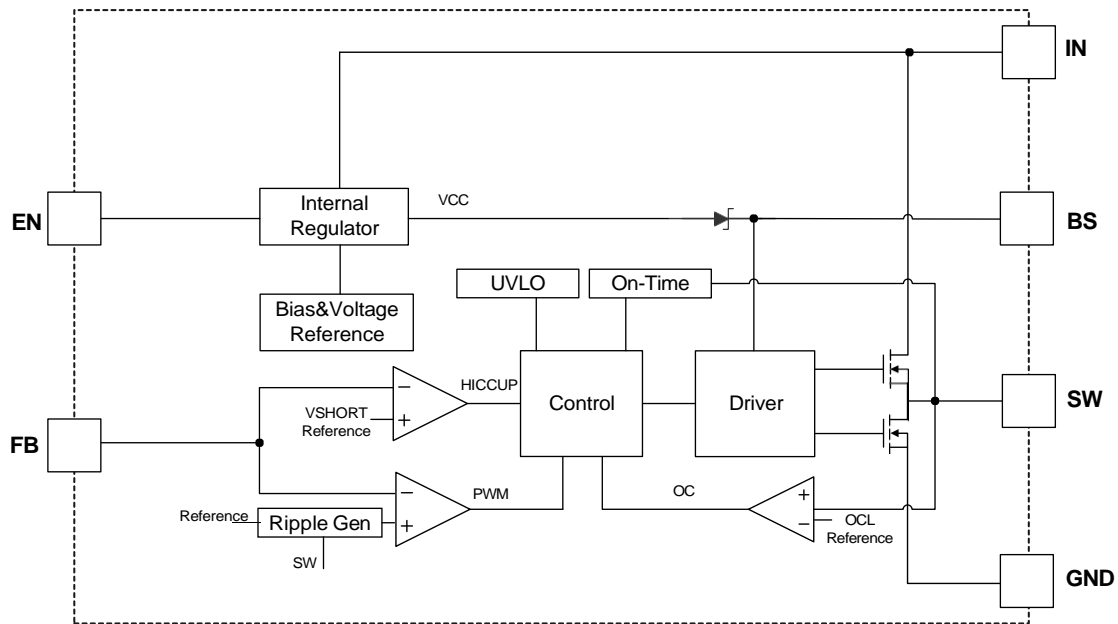 IN
EN
Internal
Regulator
VCC
BS
UVLO
On-Time
Bias&Voltage
Reference
HICCUP
−
+
VSHORT
Reference
Control
Driver
SW
FB
−
+
PWM
OC
+
−
OCL
Reference
Reference
Ripple Gen
SW
GND